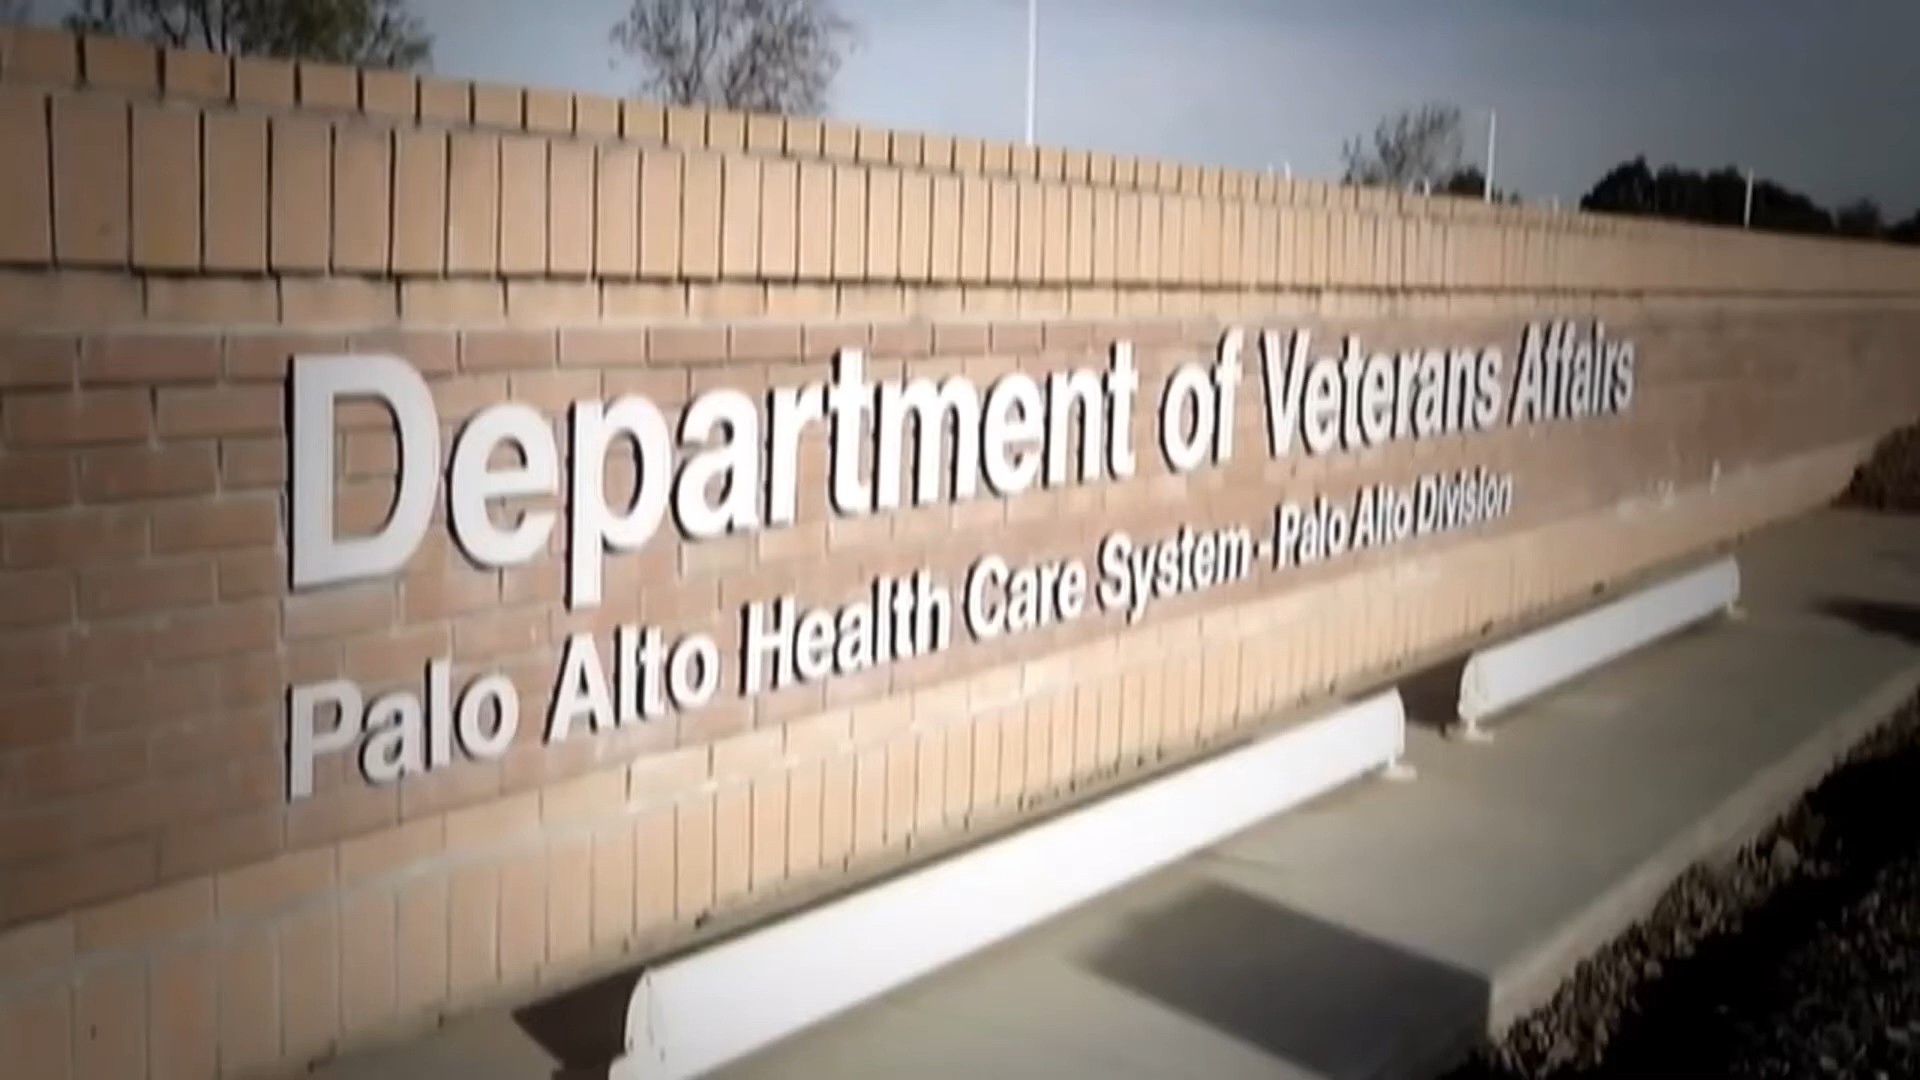 Department of Veterans Affairs
Palo Alto Health Care System - Palo Alto Division